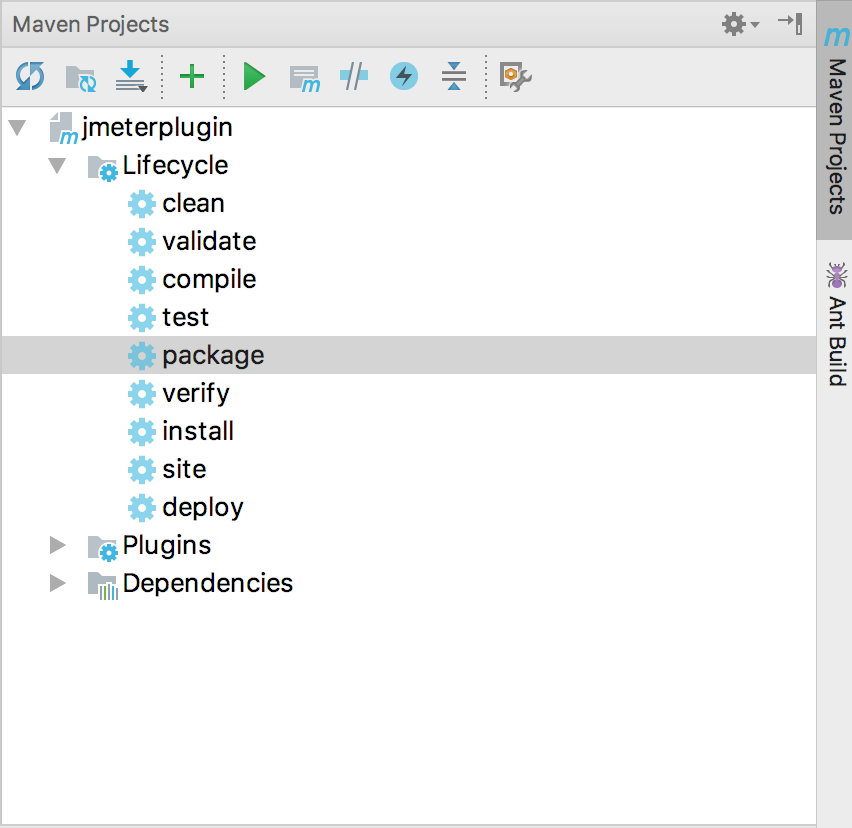 Maven Projects
jmeterplugin
Lifecycle
clean
validate
compile
test
package
verify
install
site
deploy
Plugins
Dependencies
Maven Projects
Ant Build